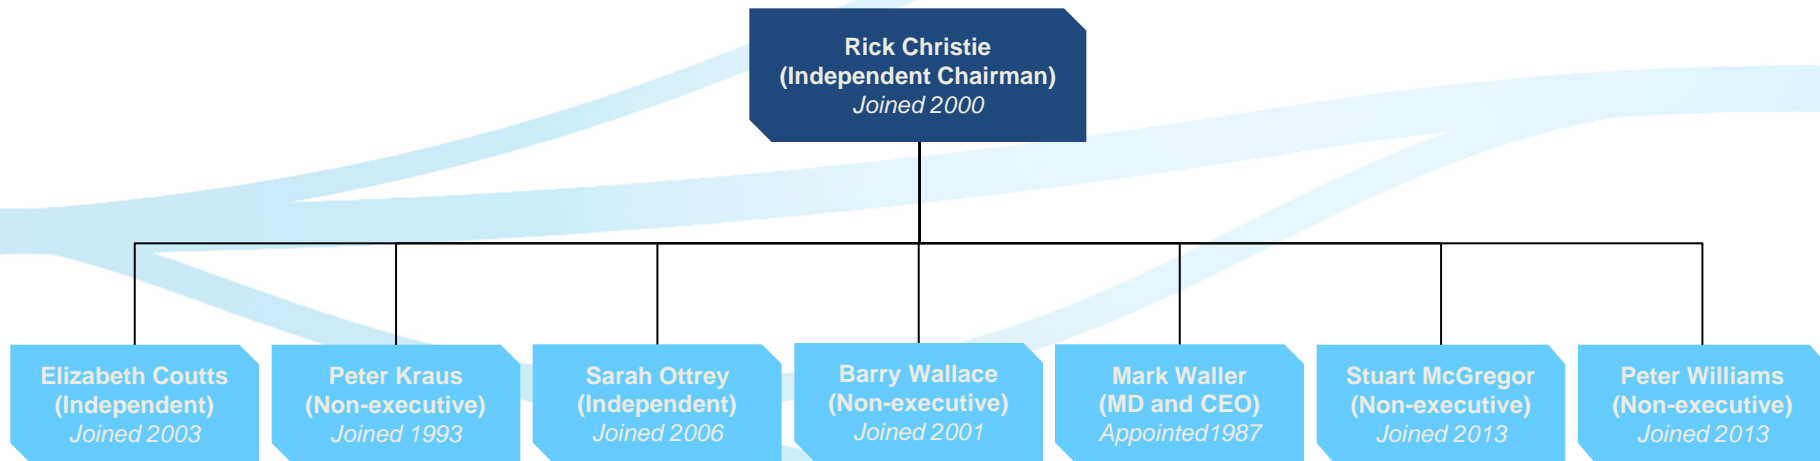 Rick Christie
(Independent Chairman)
Joined 2000
Elizabeth Coutts
(Independent)
Joined 2003
Peter Kraus
(Non-executive)
Joined 1993
Sarah Ottrey
(Independent)
Joined 2006
Barry Wallace
(Non-executive)
Joined 2001
Mark Waller
(MD and CEO)
Appointed1987
Stuart McGregor
(Non-executive)
Joined 2013
Peter Williams
(Non-executive)
Joined 2013